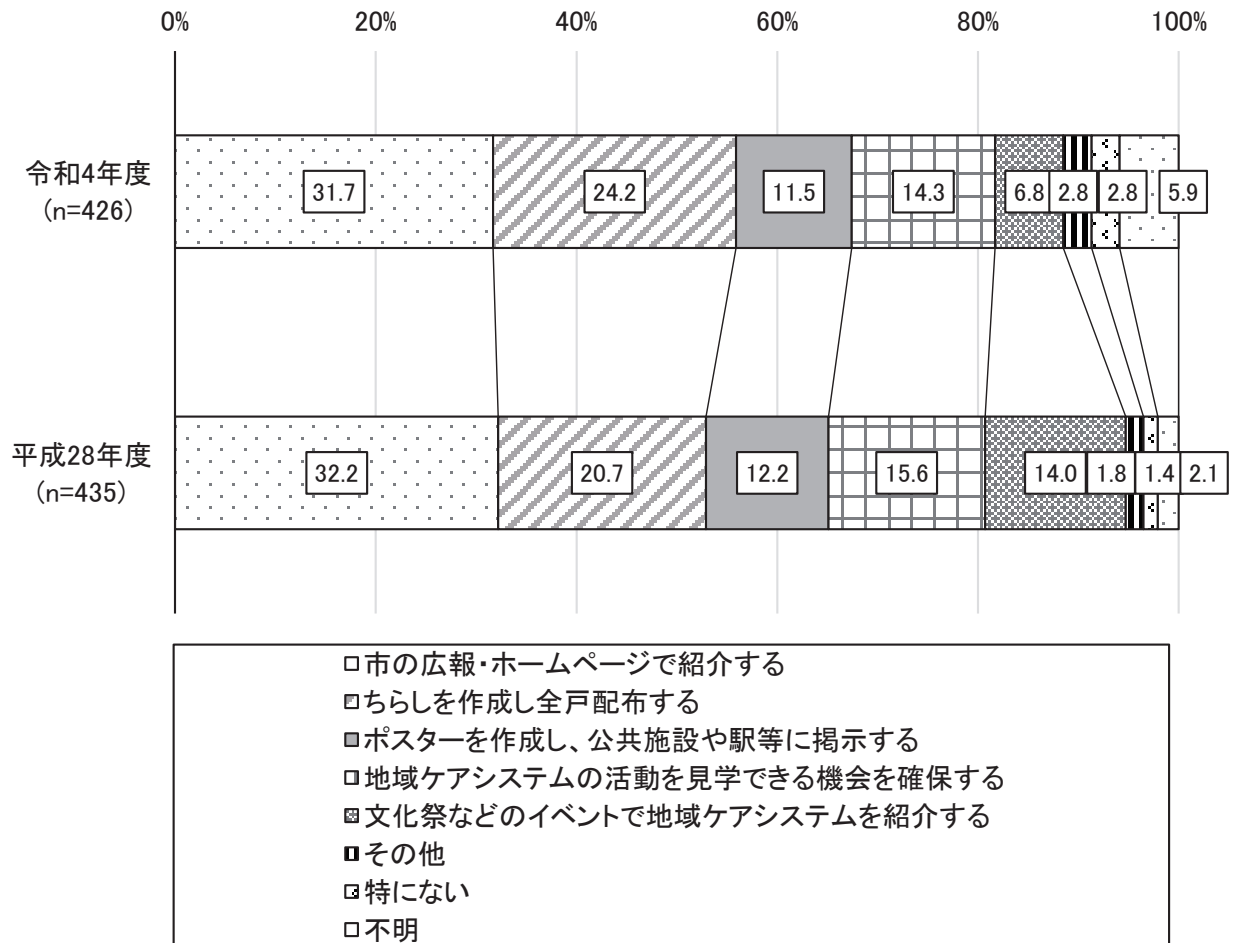 0% 20% 40% 60% 80% 100%
令和4年度
(n=426)
31.7 24.2 11.5 14.3 6.8 2.8 2.8 5.9
平成28年度
(n=435)
32.2 20.7 12.2 15.6 14.0 1.8 1.4 2.1
市の広報・ホームページで紹介する
ちらしを作成し全戸配布する
ポスターを作成し、公共施設や駅等に掲示する
地域ケアシステムの活動を見学できる機会を確保する
文化祭などのイベントで地域ケアシステムを紹介する
その他
特にない
不明